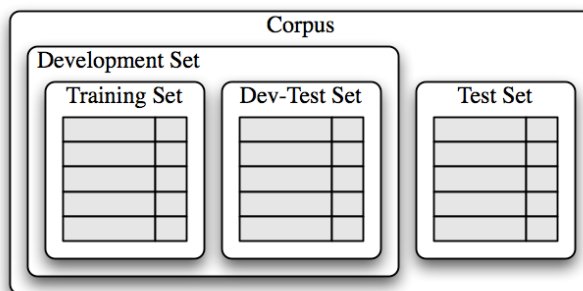 Corpus
Development Set
Training Set
Dev-Test Set
Test Set